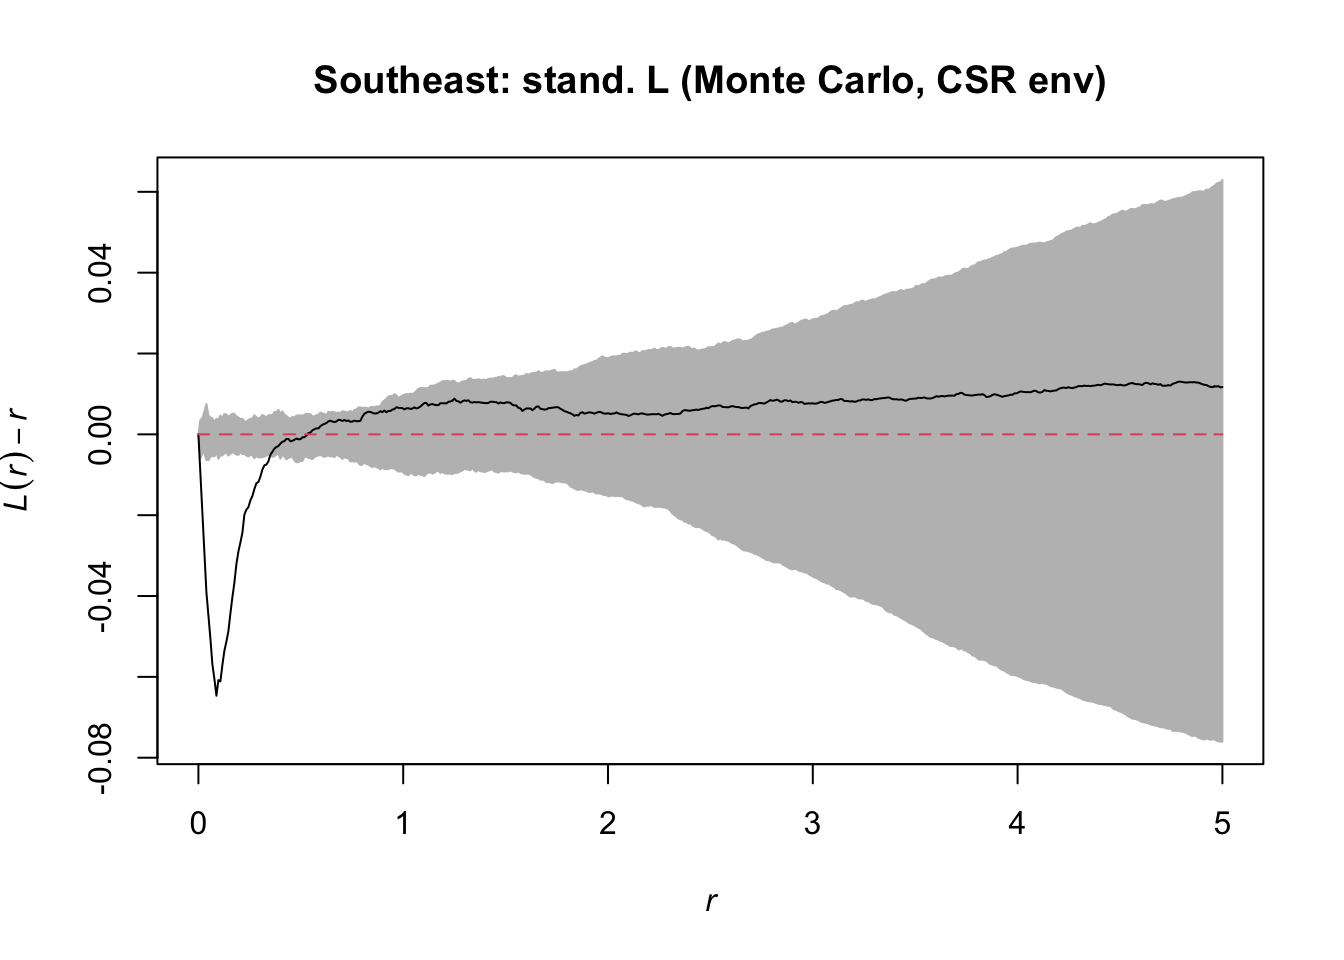 Southeast: stand. L (Monte Carlo, CSR env)
L(r) − r
0.04
0.00
-0.04
-0.08
0 1 2 3 4 5
r